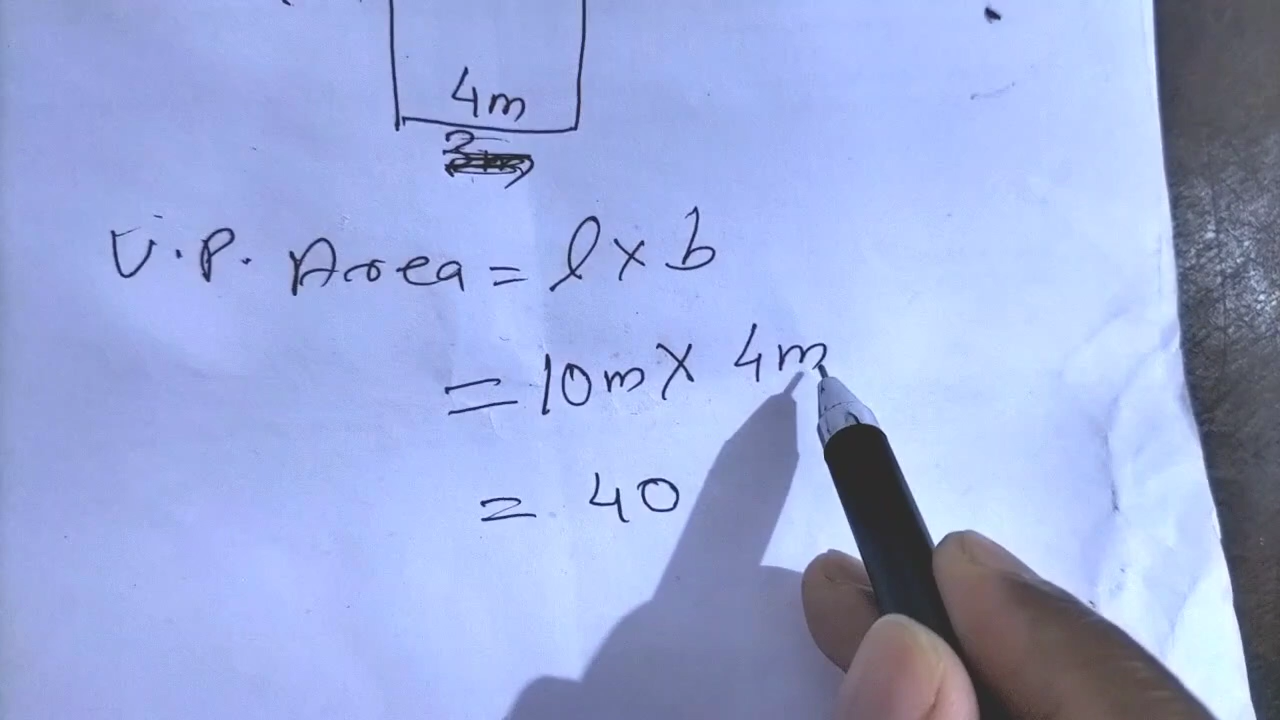 4m
U.P. Area = l x b
= 10m x 4m
= 40